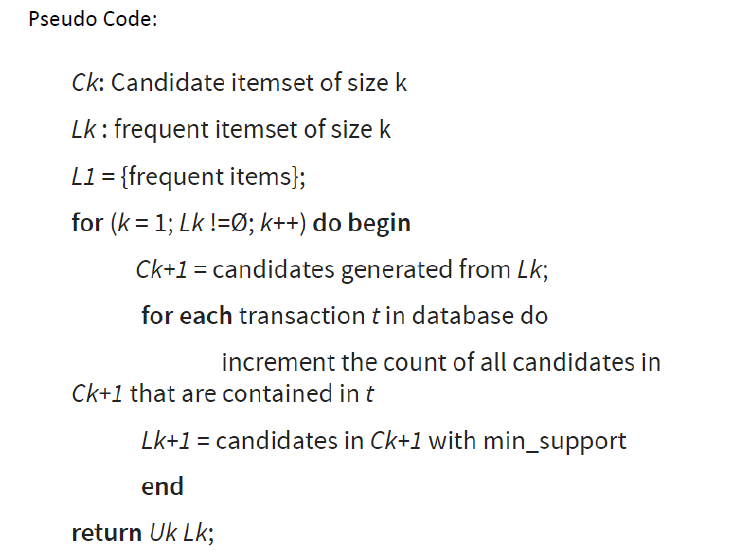 Pseudo Code:
Ck: Candidate itemset of size k
Lk : frequent itemset of size k
L1 = {frequent items};
for (k = 1; Lk !=Ø; k++) do begin
Ck+1 = candidates generated from Lk;
for each transaction t in database do
increment the count of all candidates in
Ck+1 that are contained in t
Lk+1 = candidates in Ck+1 with min_support
end
return Uk Lk;